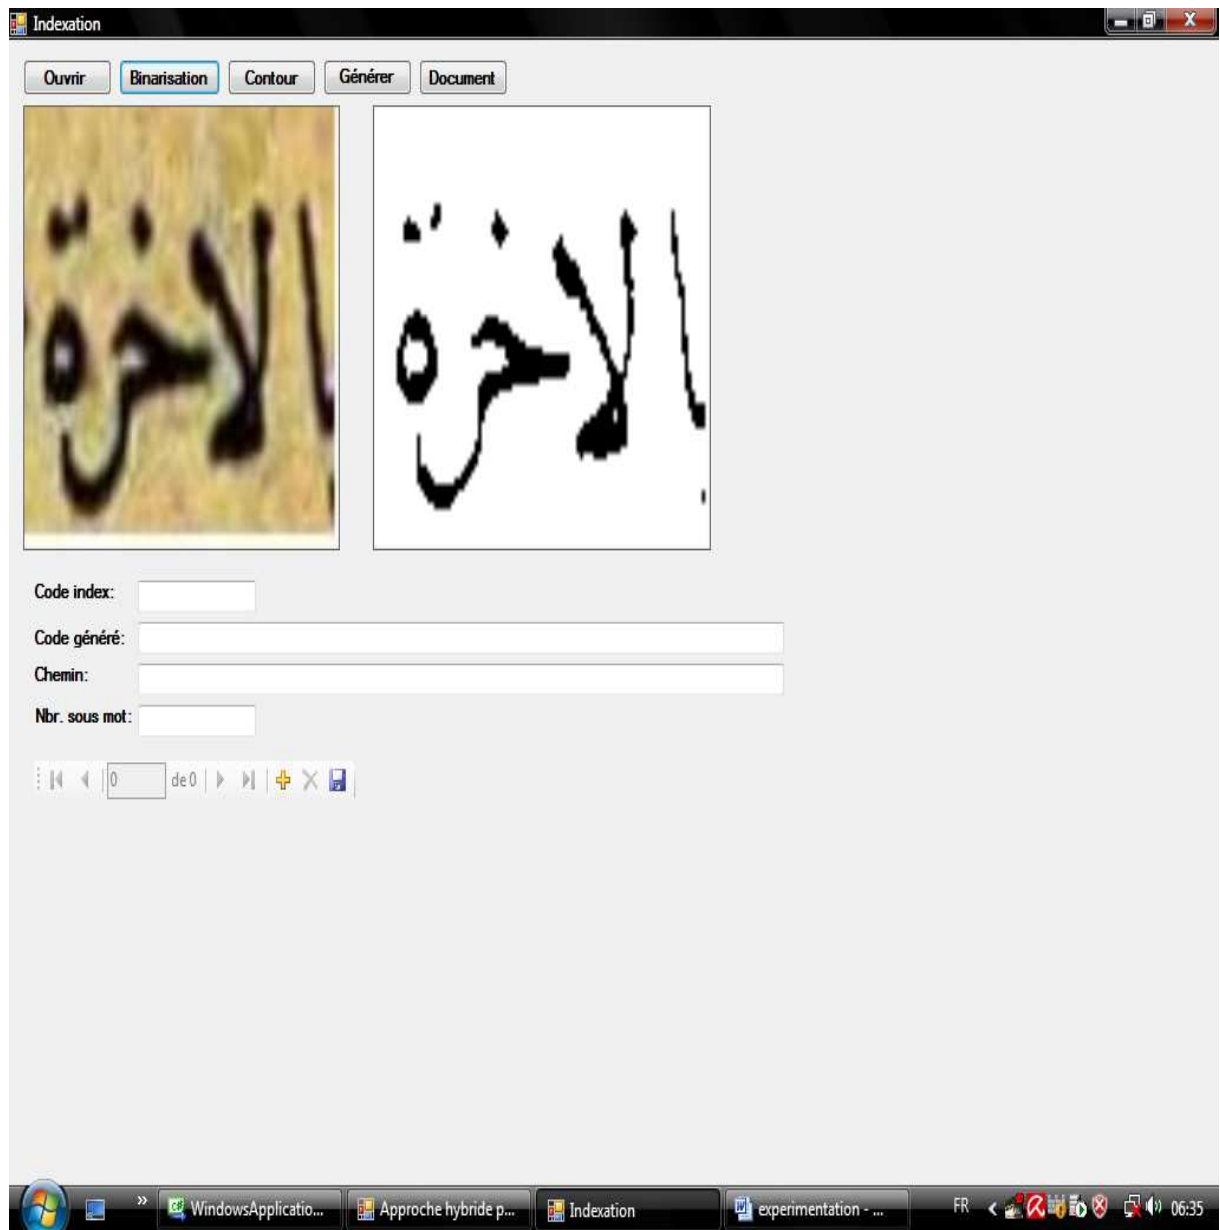 Indexation
Ouvrir Binarisation Contour Générer Document
الاخرة الاخرة
Code index:
Code généré:
Chemin:
Nbr. sous mot:
0 de 0
WindowsApplicatio... Approche hybride p... Indexation experimentation - ... FR 06:35